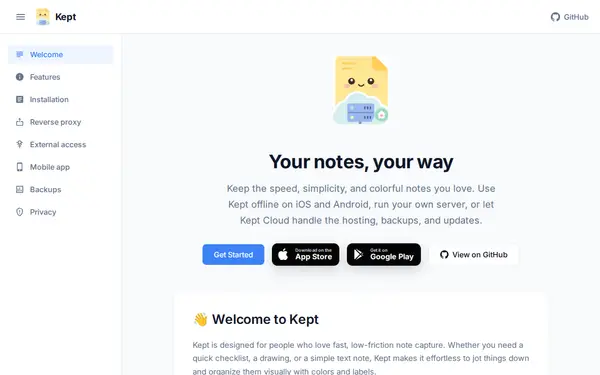 Kept
GitHub
Welcome
Features
Installation
Reverse proxy
External access
Mobile app
Backups
Privacy
Your notes, your way
Keep the speed, simplicity, and colorful notes you love. Use
Kept offline on iOS and Android, run your own server, or let
Kept Cloud handle the hosting, backups, and updates.
Get Started
Download on the
App Store
Get it on
Google Play
View on GitHub
👋 Welcome to Kept
Kept is designed for people who love fast, low-friction note capture. Whether you need a
quick checklist, a drawing, or a simple text note, Kept makes it effortless to jot things down
and organize them visually with colors and labels.